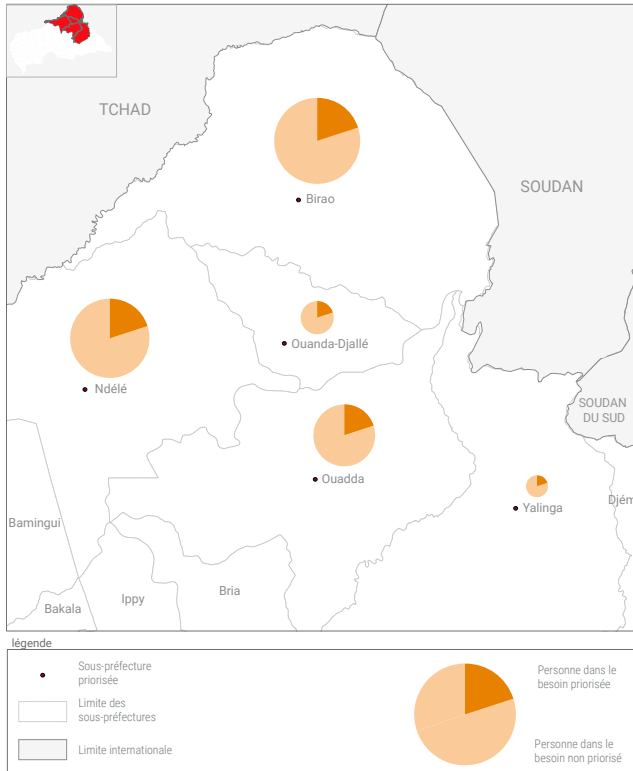 TCHAD
SOUDAN
Birao
Ouanda-Djallé
Ndélé
SOUDAN
DU SUD
Ouadda
Yalinga
Djém
Bamingui
Bria
Ippy
Bakala
légende
Sous-préfecture
priorisée
Limite des
sous-préfectures
Limite internationale
Personne dans le
besoin priorisée
Personne dans le
besoin non priorisé